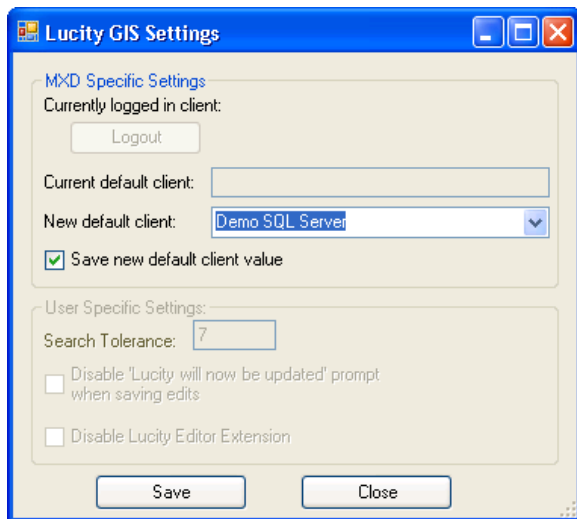 Lucity GIS Settings
MXD Specific Settings
Currently logged in client:
Logout
Current default client:
New default client: Demo SQL Server
Save new default client value
User Specific Settings:
Search Tolerance: 7
Disable 'Lucity will now be updated' prompt
when saving edits
Disable Lucity Editor Extension
Save Close